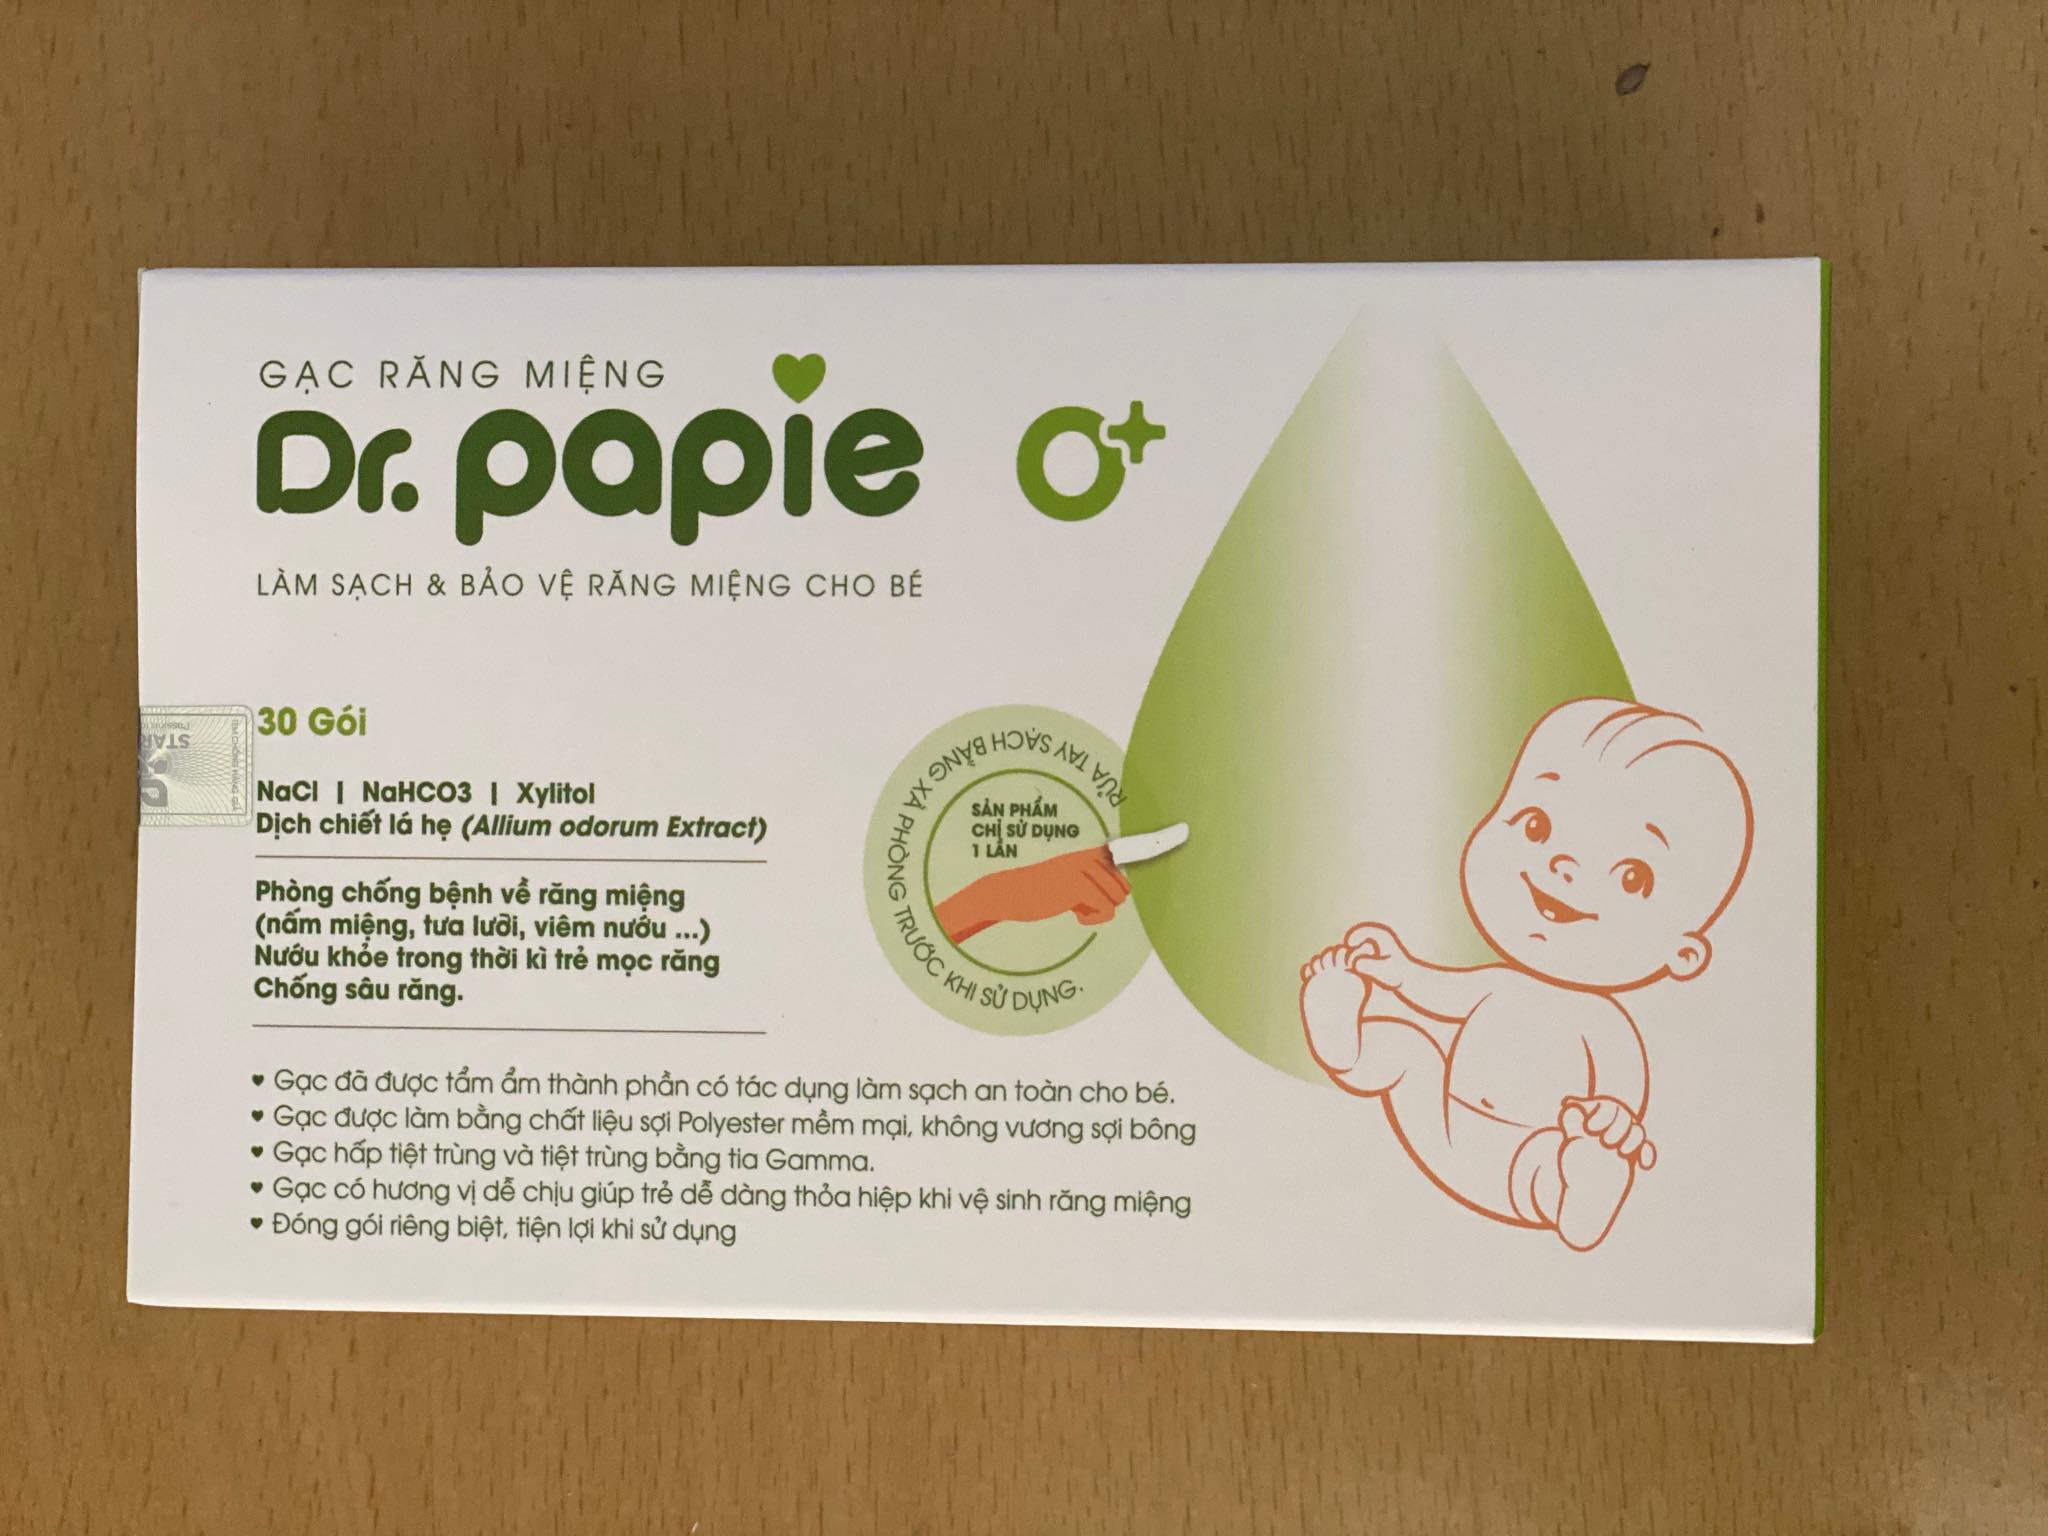 GẠC RĂNG MIỆNG
Dr. papie 0+
LÀM SẠCH & BẢO VỆ RĂNG MIỆNG CHO BÉ
30 Gói
NaCl | NaHCO3 | Xylitol
Dịch chiết lá hẹ (Allium odorum Extract)
Phòng chống bệnh về răng miệng
(nấm miệng, tưa lưỡi, viêm nướu ...)
Nướu khỏe trong thời kì trẻ mọc răng
Chống sâu răng.
RỬA TAY SẠCH BẰNG XÀ PHÒNG TRƯỚC KHI SỬ DỤNG.
SẢN PHẨM
CHỈ SỬ DỤNG
1 LẦN
♥ Gạc đã được tẩm ẩm thành phần có tác dụng làm sạch an toàn cho bé.
♥ Gạc được làm bằng chất liệu sợi Polyester mềm mại, không vương sợi bông
♥ Gạc hấp tiệt trùng và tiệt trùng bằng tia Gamma.
♥ Gạc có hương vị dễ chịu giúp trẻ dễ dàng thỏa hiệp khi vệ sinh răng miệng
♥ Đóng gói riêng biệt, tiện lợi khi sử dụng
TEM CHỐNG HÀNG GIẢ
STAR